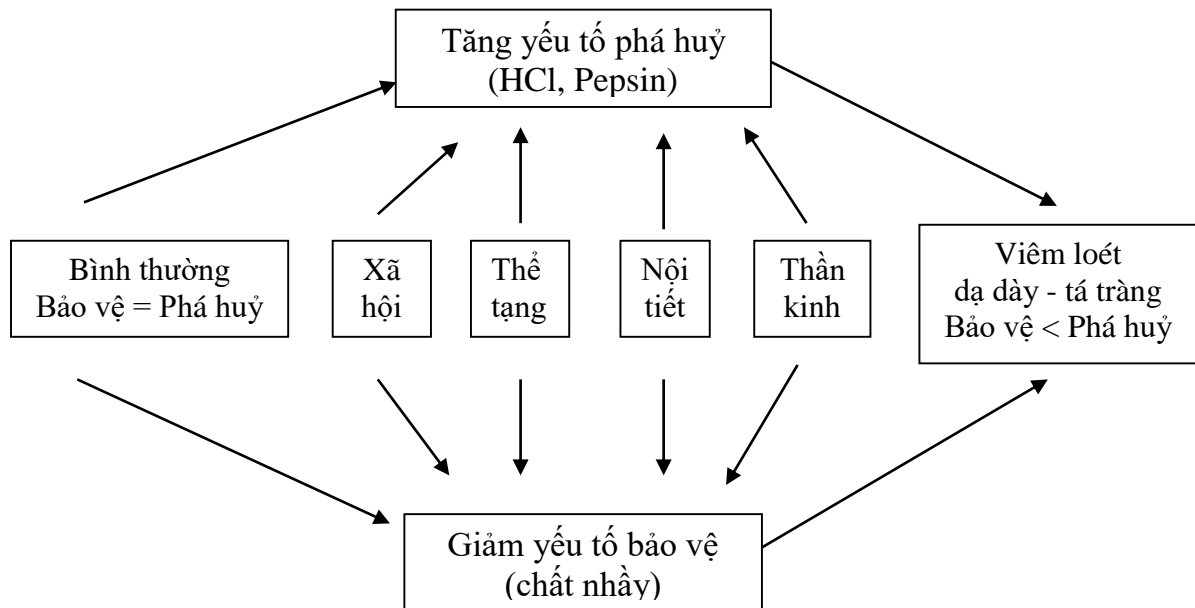 Tăng yếu tố phá huỷ
(HCl, Pepsin)
Bình thường
Bảo vệ = Phá huỷ
Xã
hội
Thể
tạng
Nội
tiết
Thần
kinh
Viêm loét
dạ dày - tá tràng
Bảo vệ < Phá huỷ
Giảm yếu tố bảo vệ
(chất nhầy)